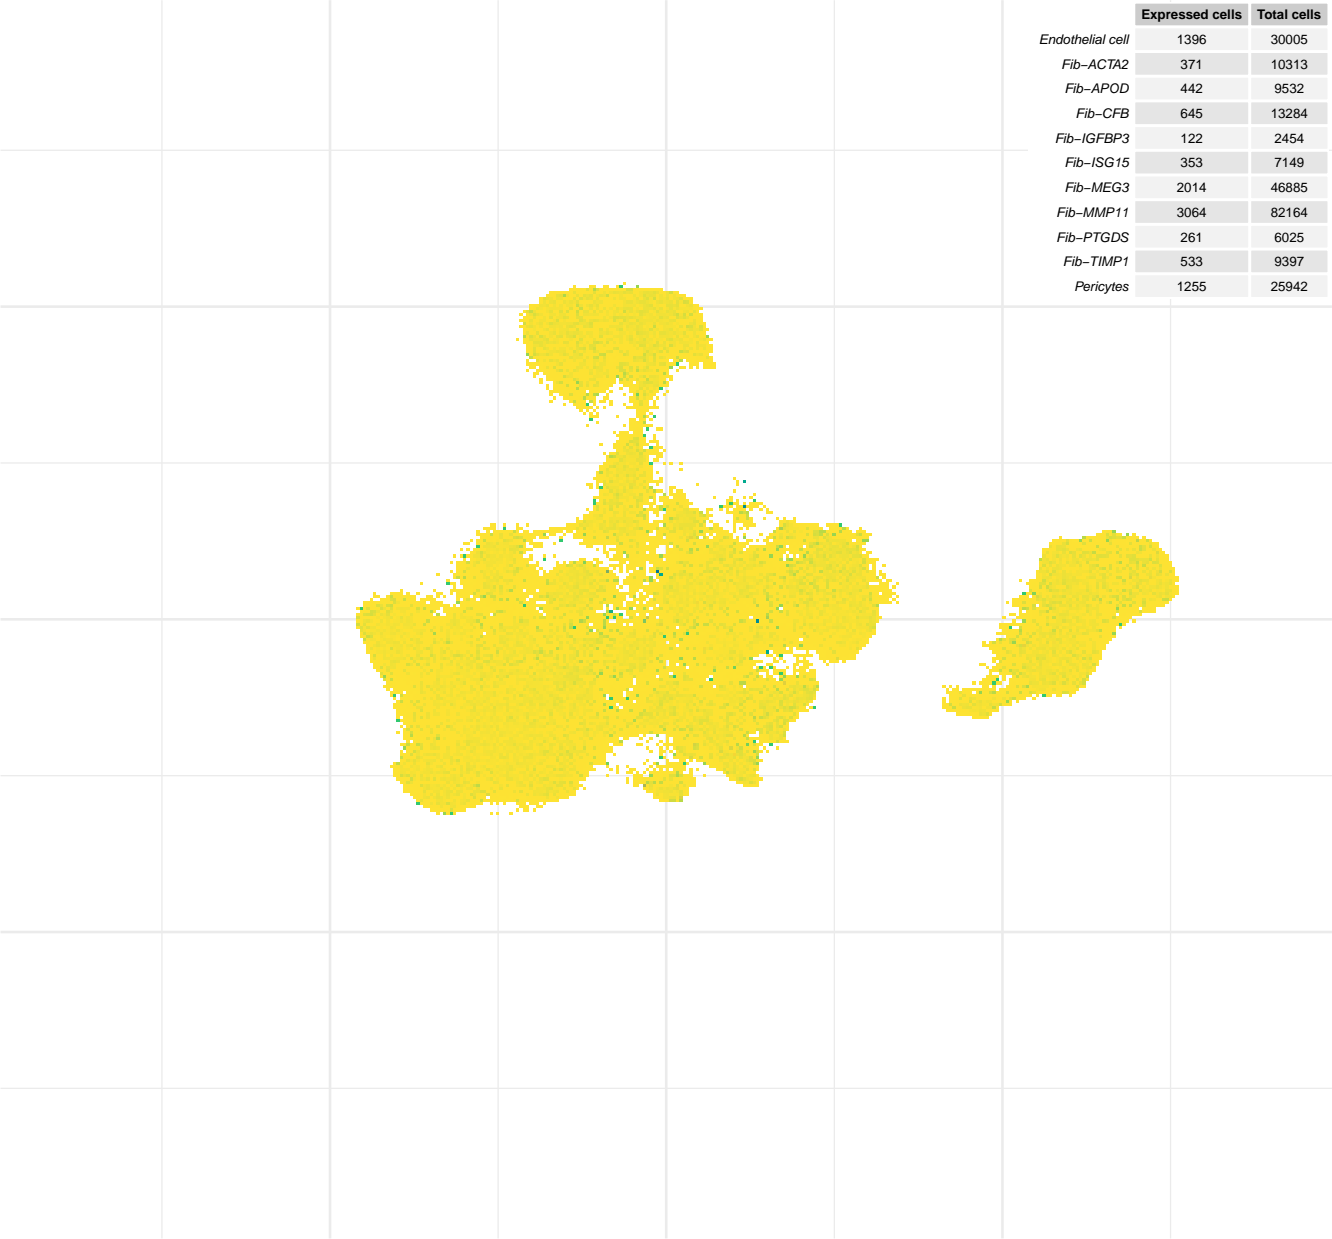 Expressed cells Total cells
Endothelial cell 1396 30005
Fib−ACTA2 371 10313
Fib−APOD 442 9532
Fib−CFB 645 13284
Fib−IGFBP3 122 2454
Fib−ISG15 353 7149
Fib−MEG3 2014 46885
Fib−MMP11 3064 82164
Fib−PTGDS 261 6025
Fib−TIMP1 533 9397
Pericytes 1255 25942